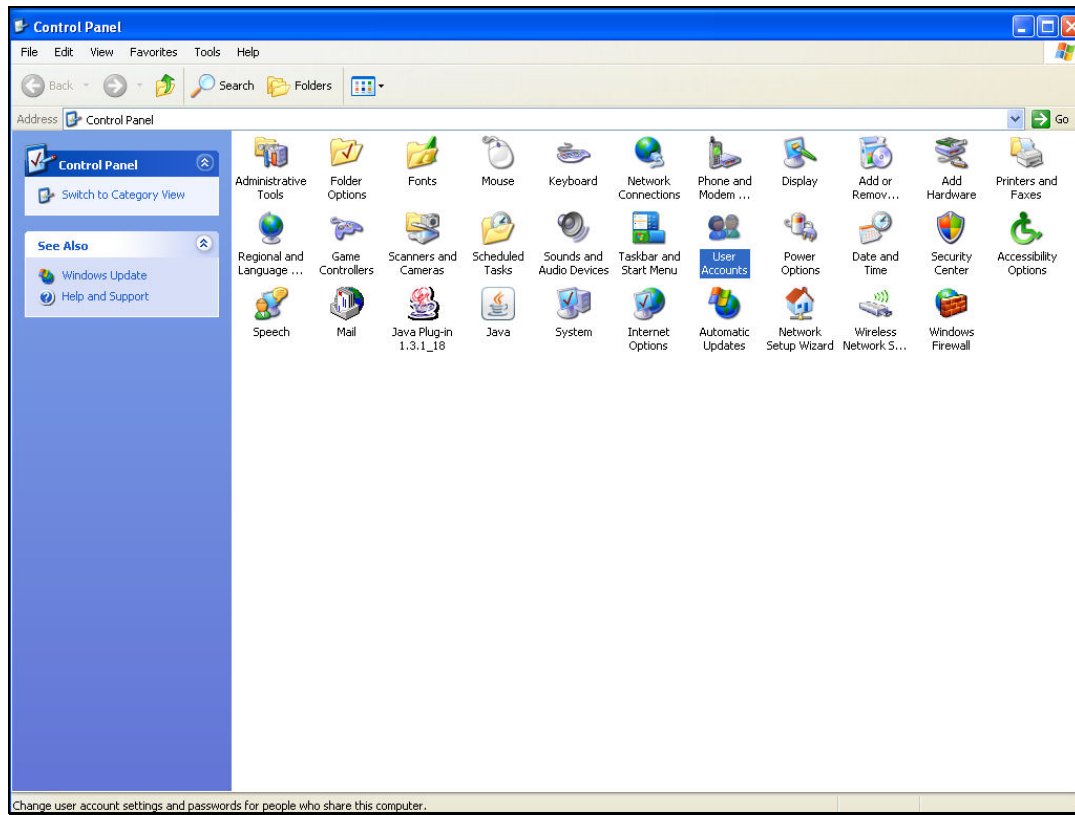 Control Panel
File Edit View Favorites Tools Help
Back Search Folders
Address Control Panel Go
Control Panel
Switch to Category View
See Also
Windows Update
Help and Support
Administrative Tools
Folder Options
Fonts
Mouse
Keyboard
Network Connections
Phone and Modem ...
Display
Add or Remov...
Add Hardware
Printers and Faxes
Regional and Language ...
Game Controllers
Scanners and Cameras
Scheduled Tasks
Sounds and Audio Devices
Taskbar and Start Menu
User Accounts
Power Options
Date and Time
Security Center
Accessibility Options
Speech
Mail
Java Plug-in 1.3.1_18
Java
System
Internet Options
Automatic Updates
Network Setup Wizard
Wireless Network S...
Windows Firewall
Change user account settings and passwords for people who share this computer.